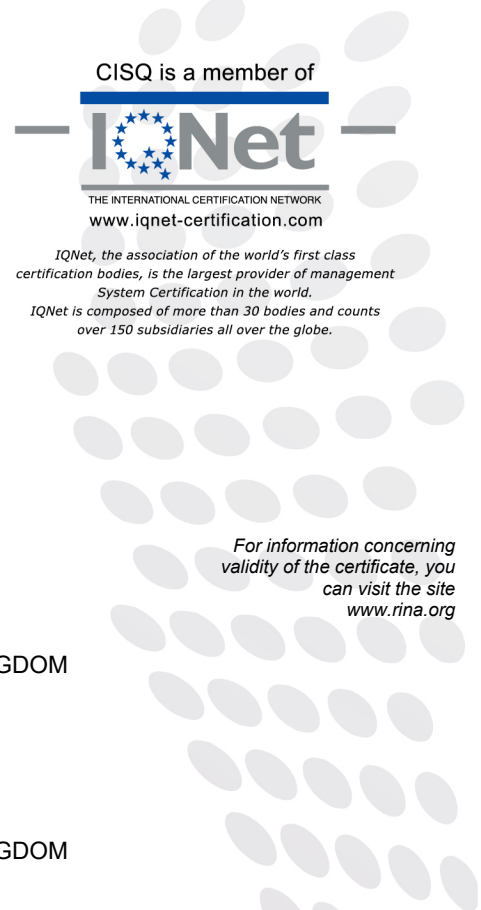 CISQ is a member of
IQNet
THE INTERNATIONAL CERTIFICATION NETWORK
www.iqnet-certification.com
IQNet, the association of the world's first class
certification bodies, is the largest provider of management
System Certification in the world.
IQNet is composed of more than 30 bodies and counts
over 150 subsidiaries all over the globe.
For information concerning
validity of the certificate, you
can visit the site
www.rina.org
GDOM
GDOM